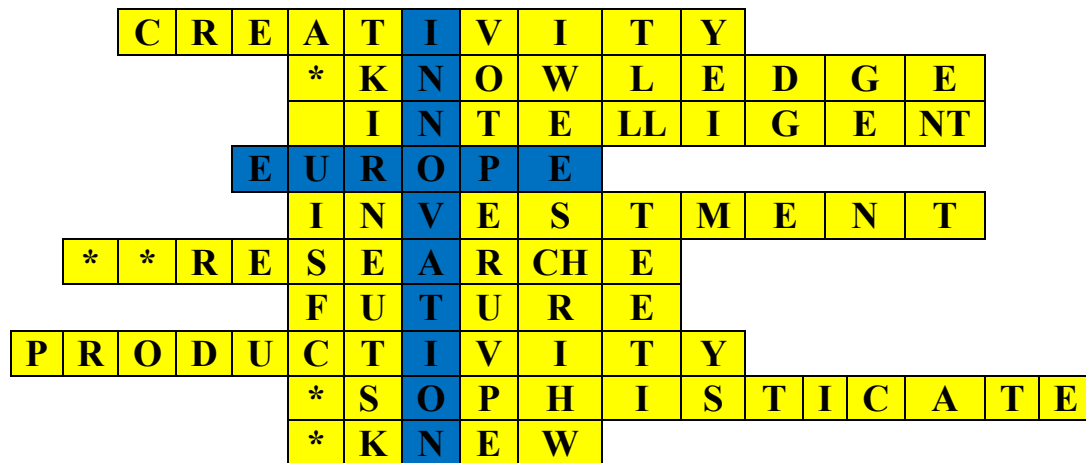 CREATIVITY
*KNOWLEDGE
INTELLIGENT
EUROPE
INVESTMENT
**RESEARCHE
FUTURE
PRODUCTIVITY
*SOPHISTICATE
*KNEW